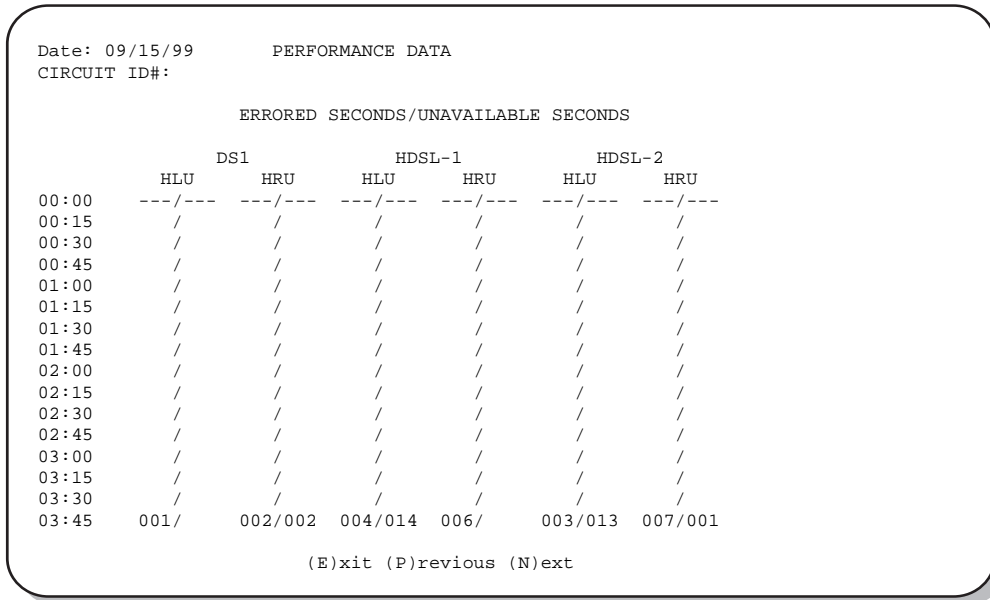 Date: 09/15/99 PERFORMANCE DATA
CIRCUIT ID#:
ERRORED SECONDS/UNAVAILABLE SECONDS
DS1 HDSL-1 HDSL-2
HLU HRU HLU HRU HLU HRU
00:00 ---/--- ---/--- ---/--- ---/--- ---/--- ---/---
00:15 / / / / / /
00:30 / / / / / /
00:45 / / / / / /
01:00 / / / / / /
01:15 / / / / / /
01:30 / / / / / /
01:45 / / / / / /
02:00 / / / / / /
02:15 / / / / / /
02:30 / / / / / /
02:45 / / / / / /
03:00 / / / / / /
03:15 / / / / / /
03:30 / / / / / /
03:45 001/ 002/002 004/014 006/ 003/013 007/001
(E)xit (P)revious (N)ext